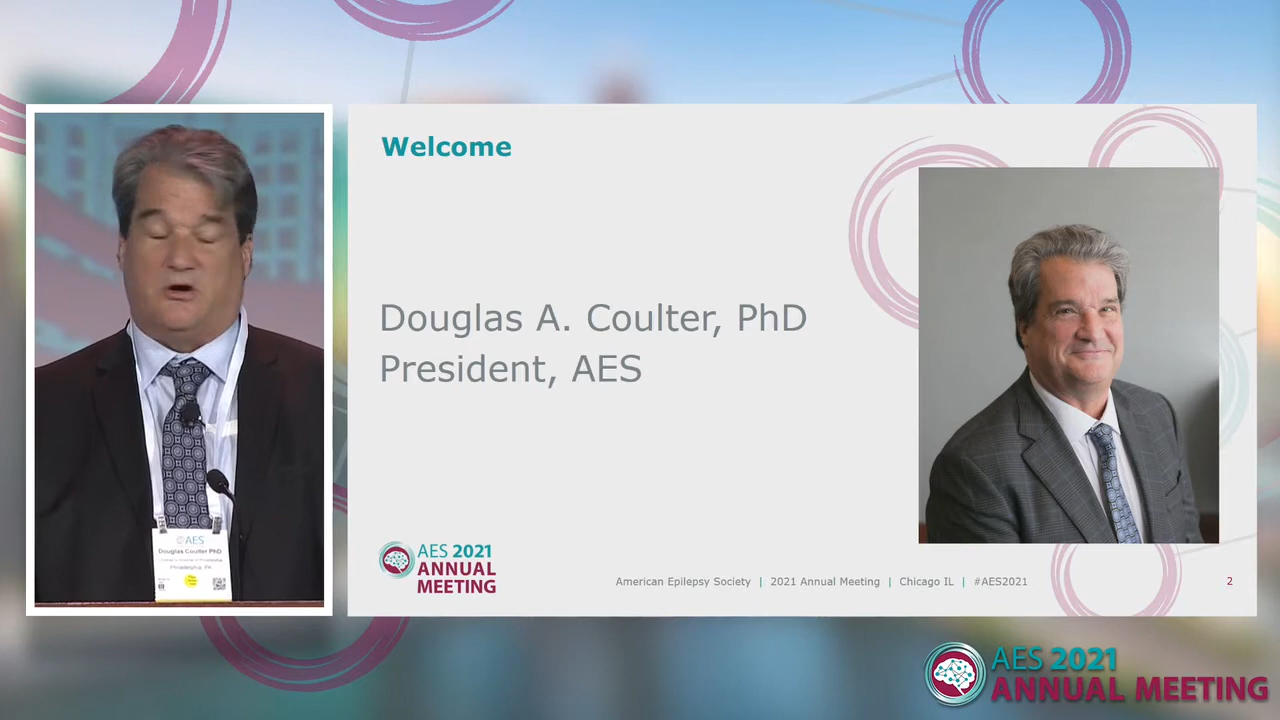 Welcome
Douglas A. Coulter, PhD
President, AES
AES 2021
ANNUAL
MEETING
American Epilepsy Society | 2021 Annual Meeting | Chicago IL | #AES2021
2
AES
Douglas Coulter PhD
Philadelphia, PA
AES 2021
ANNUAL MEETING